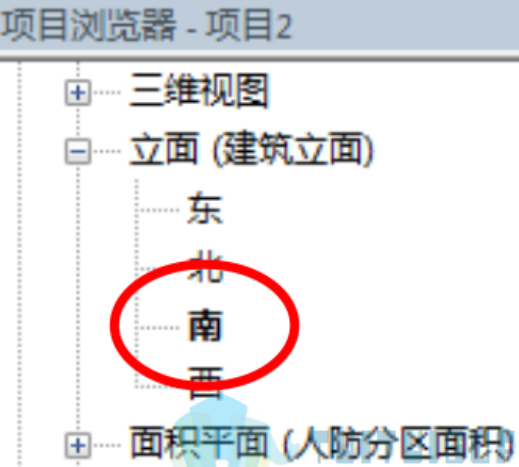 项目浏览器 - 项目2
三维视图
立面 (建筑立面)
东
北
南
西
面积平面 (人防分区面积)